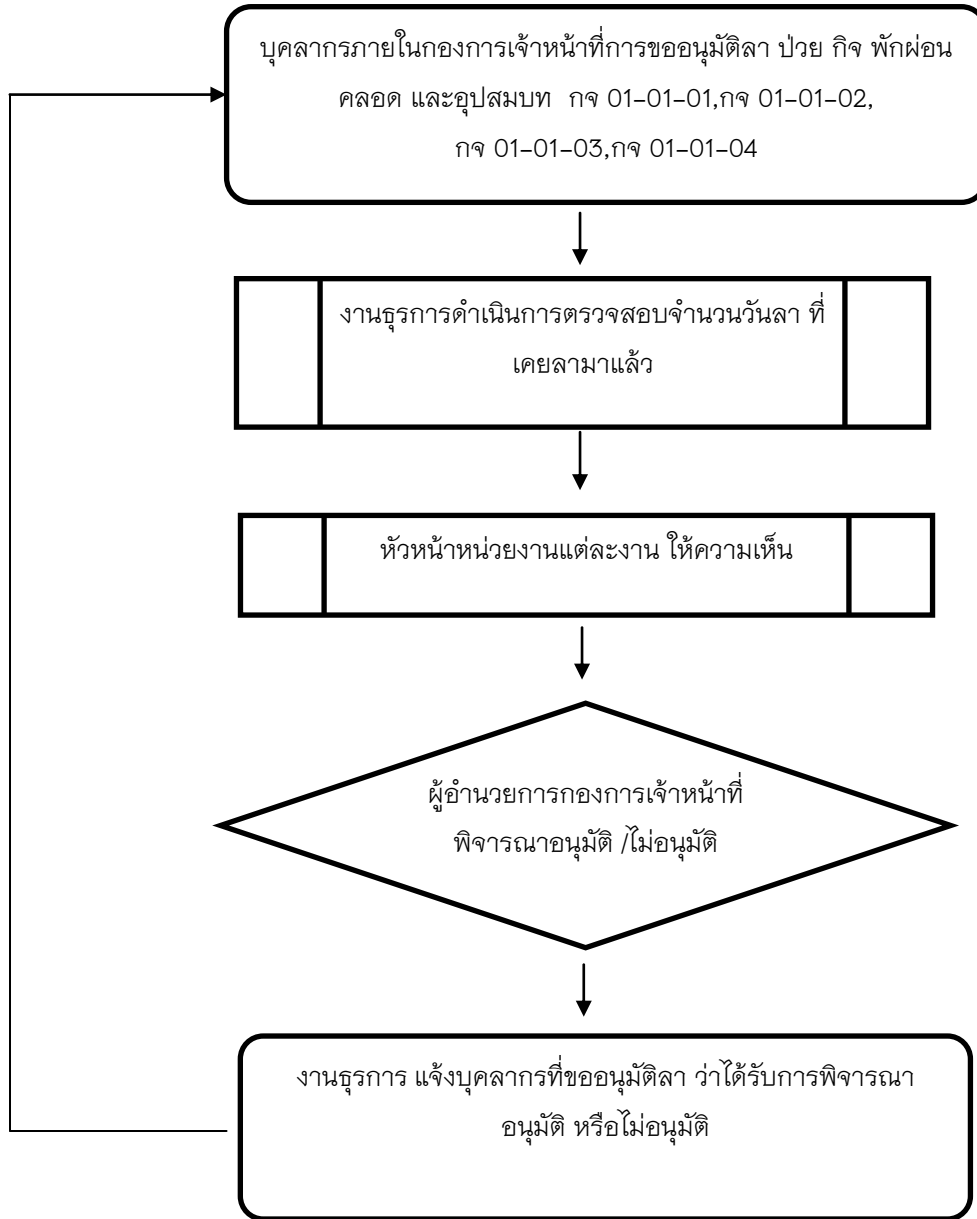 บุคลากรภายในกองการเจ้าหน้าที่การขออนุมัติลา ป่วย กิจ พักผ่อน
คลอด และอุปสมบท กจ 01-01-01,กจ 01-01-02,
กจ 01-01-03,กจ 01-01-04
งานธุรการดำเนินการตรวจสอบจำนวนวันลา ที่
เคยลามาแล้ว
หัวหน้าหน่วยงานแต่ละงาน ให้ความเห็น
ผู้อำนวยการกองการเจ้าหน้าที่
พิจารณาอนุมัติ /ไม่อนุมัติ
งานธุรการ แจ้งบุคลากรที่ขออนุมัติลา ว่าได้รับการพิจารณา
อนุมัติ หรือไม่อนุมัติ